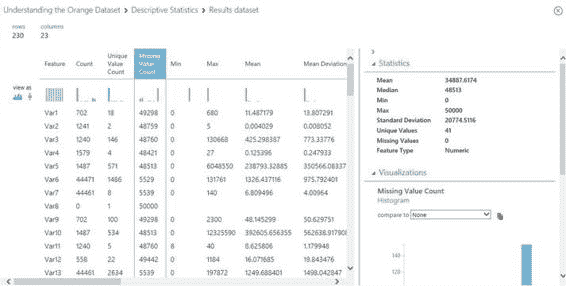 Understanding the Orange Dataset > Descriptive Statistics > Results dataset
rows columns
230 23
Feature Count Unique Value Count Missing Value Count Min Max Mean Mean Deviation
view as
Var1 702 18 49298 0 680 11.487179 13.807291
Var2 1241 2 48759 0 5 0.004029 0.008052
Var3 1240 146 48760 0 130668 425.298387 773.33776
Var4 1579 4 48421 0 27 0.125396 0.247933
Var5 1487 571 48513 0 6048550 238793.32885 350566.08337
Var6 44471 1486 5529 0 131761 1326.437116 975.792401
Var7 44461 8 5539 0 140 6.809496 4.00964
Var8 0 1 50000
Var9 702 100 49298 0 2300 48.145299 50.629751
Var10 1487 534 48513 0 12325590 392605.656355 562638.917908
Var11 1240 5 48760 8 40 8.625806 1.179948
Var12 558 22 49442 0 1184 16.071685 19.843476
Var13 44461 2634 5539 0 197872 1249.688401 1498.042847
Statistics
Mean 34887.6174
Median 48513
Min 0
Max 50000
Standard Deviation 20774.5116
Unique Values 41
Missing Values 0
Feature Type Numeric
Visualizations
Missing Value Count
Histogram
compare to None
140
120